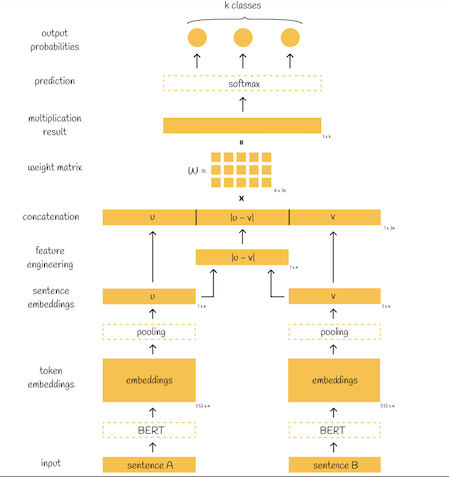 k classes
output
probabilities
prediction
softmax
multiplication
result
1 x k
=
weight matrix
W =
k x 3n
x
concatenation
u
|u - v|
v
1 x 3n
feature
engineering
|u - v|
1 x n
sentence
embeddings
u
1 x n
v
1 x n
pooling
pooling
token
embeddings
embeddings
512 x n
embeddings
512 x n
BERT
BERT
input
sentence A
sentence B